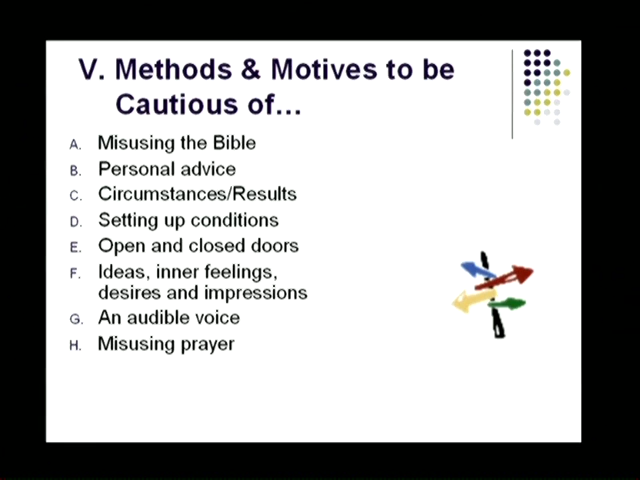 V. Methods & Motives to be
Cautious of...
A. Misusing the Bible
B. Personal advice
C. Circumstances/Results
D. Setting up conditions
E. Open and closed doors
F. Ideas, inner feelings,
desires and impressions
G. An audible voice
H. Misusing prayer